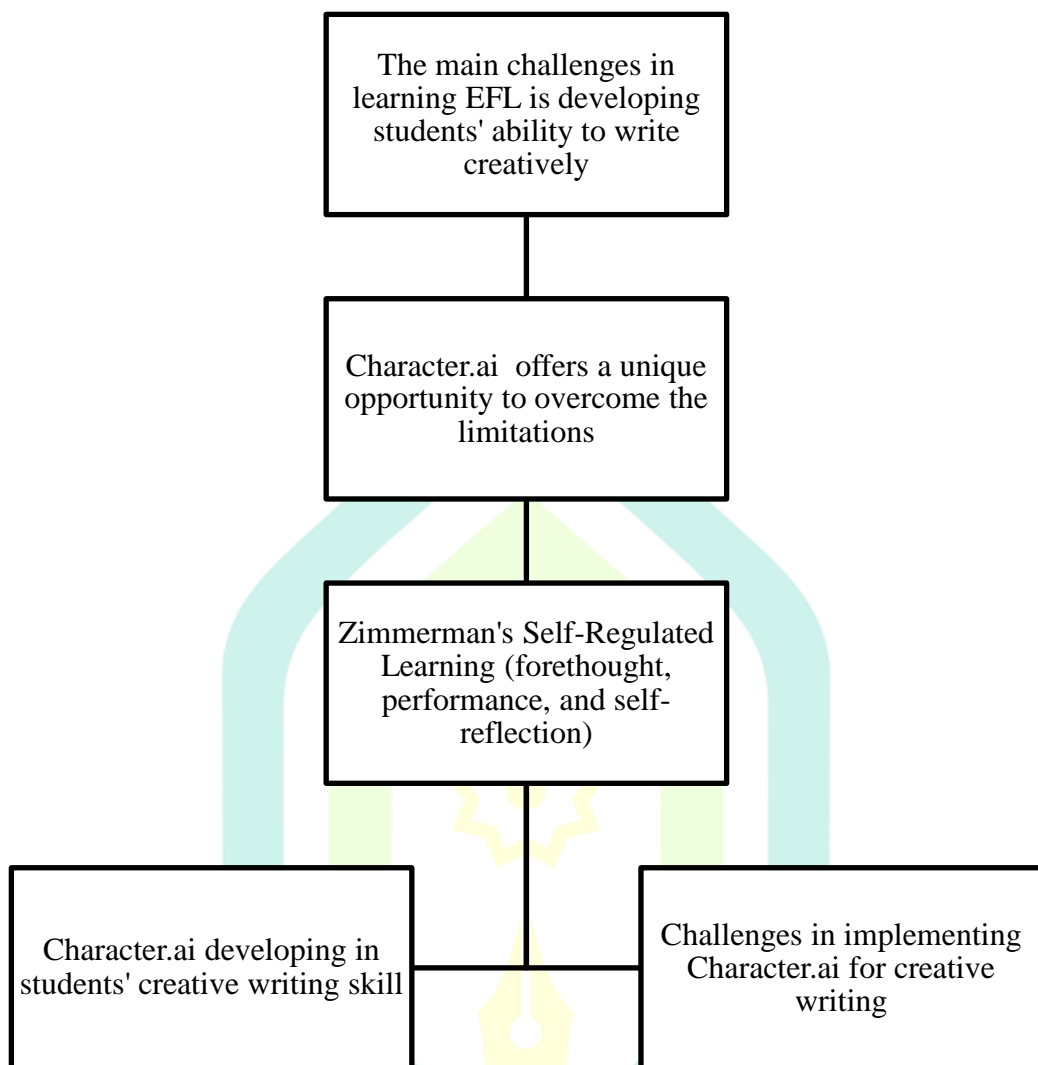 The main challenges in
learning EFL is developing
students' ability to write
creatively
Character.ai offers a unique
opportunity to overcome the
limitations
Zimmerman's Self-Regulated
Learning (forethought,
performance, and self-
reflection)
Character.ai developing in
students' creative writing skill
Challenges in implementing
Character.ai for creative
writing